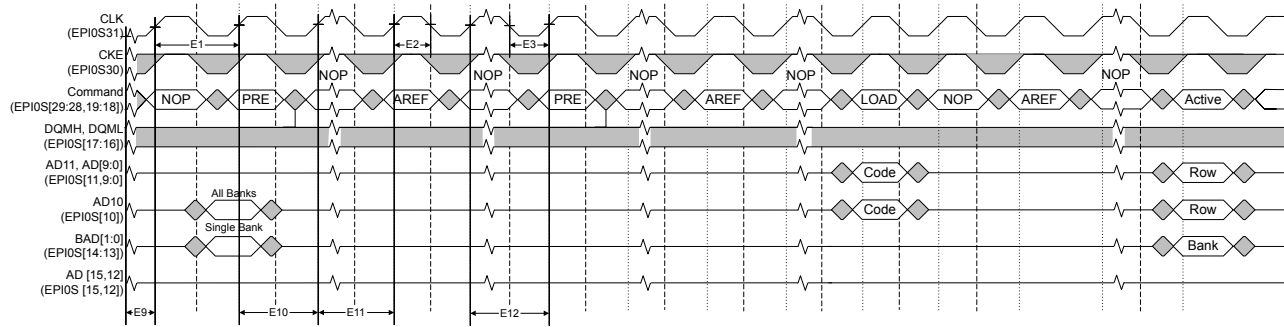 CLK
(EPI0S31)
E1
E2
E3
CKE
(EPI0S30)
NOP
NOP
NOP
NOP
NOP
Command
(EPI0S[29:28,19:18])
NOP
PRE
AREF
PRE
AREF
LOAD
NOP
AREF
Active
DQMH, DQML
(EPI0S[17:16])
AD11, AD[9:0]
(EPI0S[11,9:0]
Code
Row
All Banks
AD10
(EPI0S[10])
Code
Row
Single Bank
BAD[1:0]
(EPI0S[14:13])
Bank
AD [15,12]
(EPI0S [15,12])
E9
E10
E11
E12